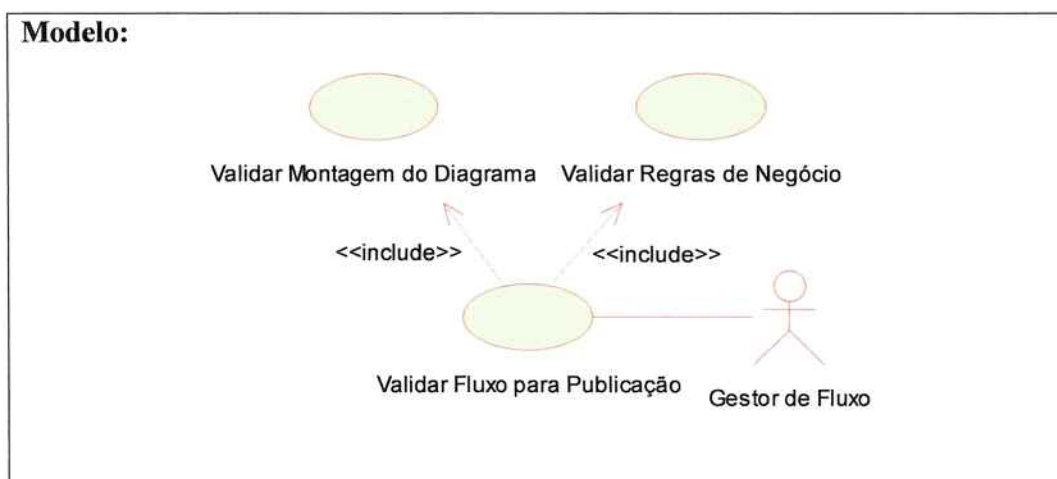 Modelo:
Validar Montagem do Diagrama
Validar Regras de Negócio
<<include>>
<<include>>
Validar Fluxo para Publicação
Gestor de Fluxo